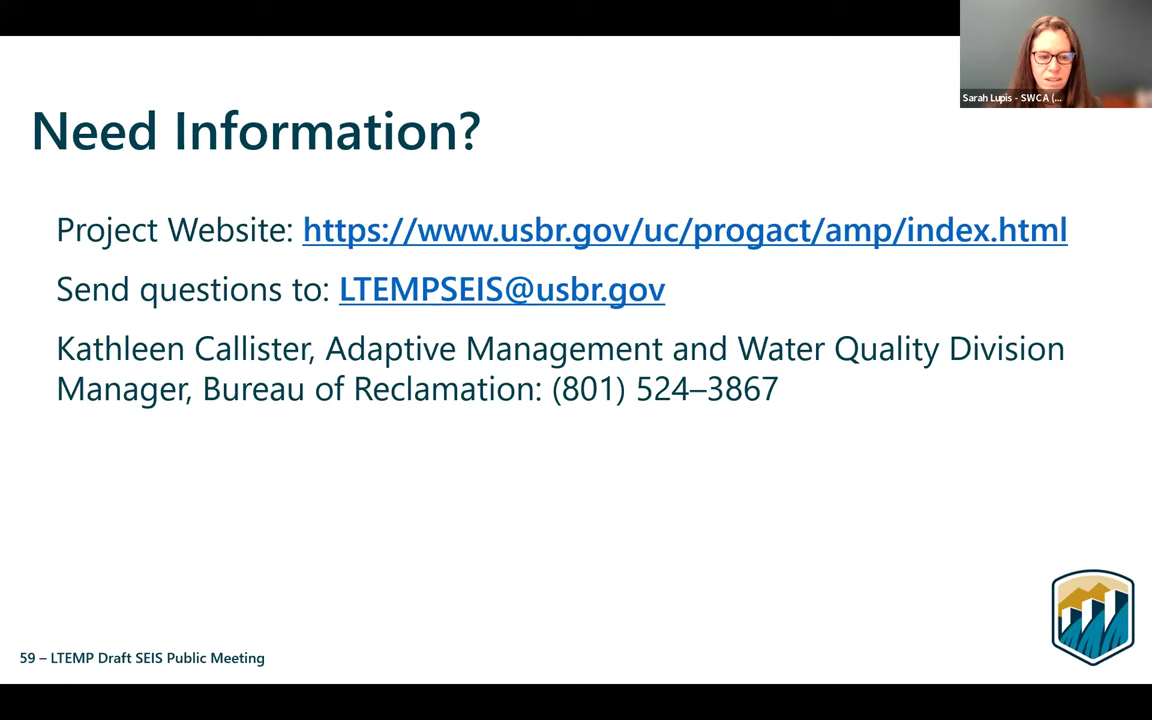 Sarah Lupis - SWCA (...
Need Information?
Project Website: https://www.usbr.gov/uc/progact/amp/index.html
Send questions to: LTEMPSEIS@usbr.gov
Kathleen Callister, Adaptive Management and Water Quality Division
Manager, Bureau of Reclamation: (801) 524–3867
59 – LTEMP Draft SEIS Public Meeting